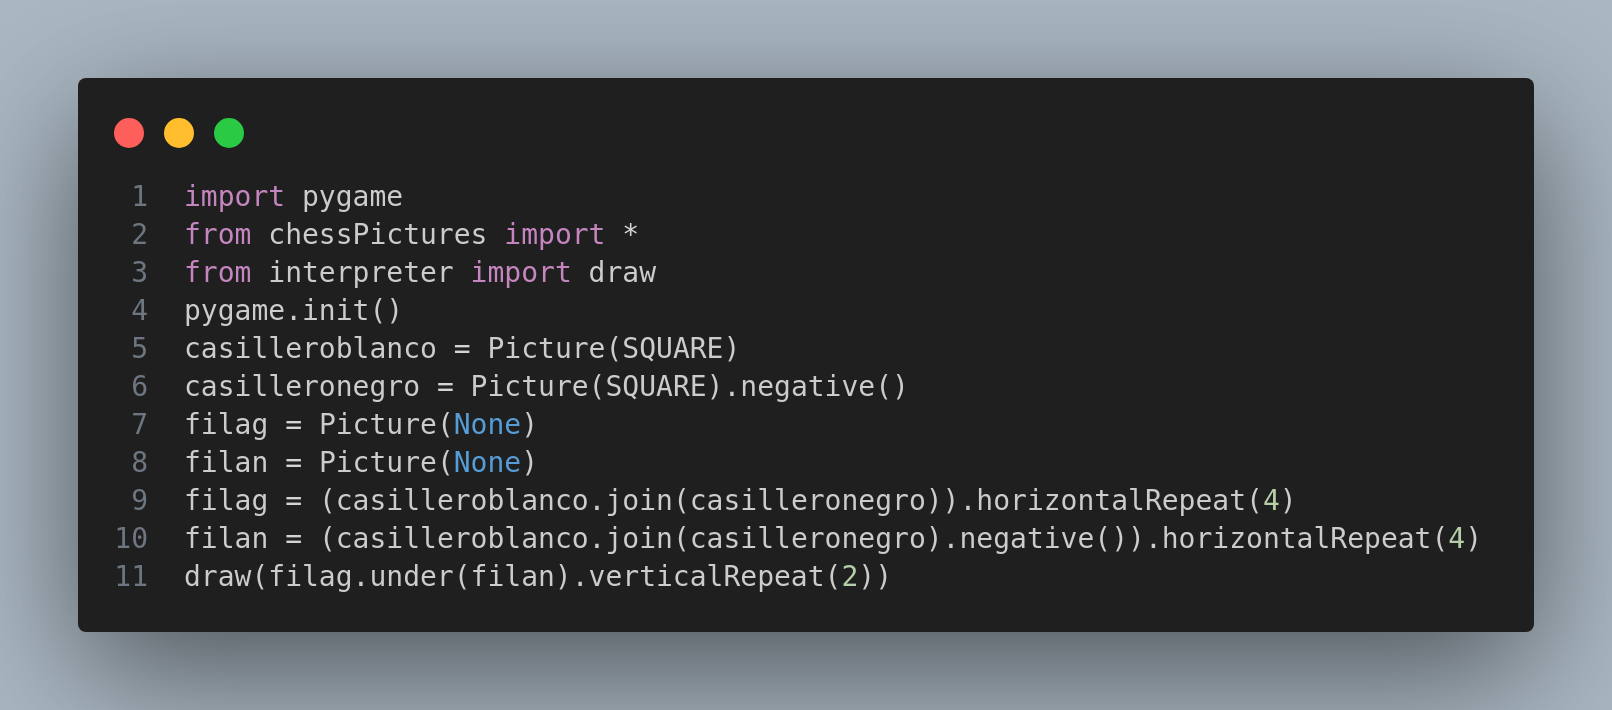 1 import pygame
2 from chessPictures import *
3 from interpreter import draw
4 pygame.init()
5 casilleroblanco = Picture(SQUARE)
6 casilleronegro = Picture(SQUARE).negative()
7 filag = Picture(None)
8 filan = Picture(None)
9 filag = (casilleroblanco.join(casilleronegro)).horizontalRepeat(4)
10 filan = (casilleroblanco.join(casilleronegro).negative()).horizontalRepeat(4)
11 draw(filag.under(filan).verticalRepeat(2))